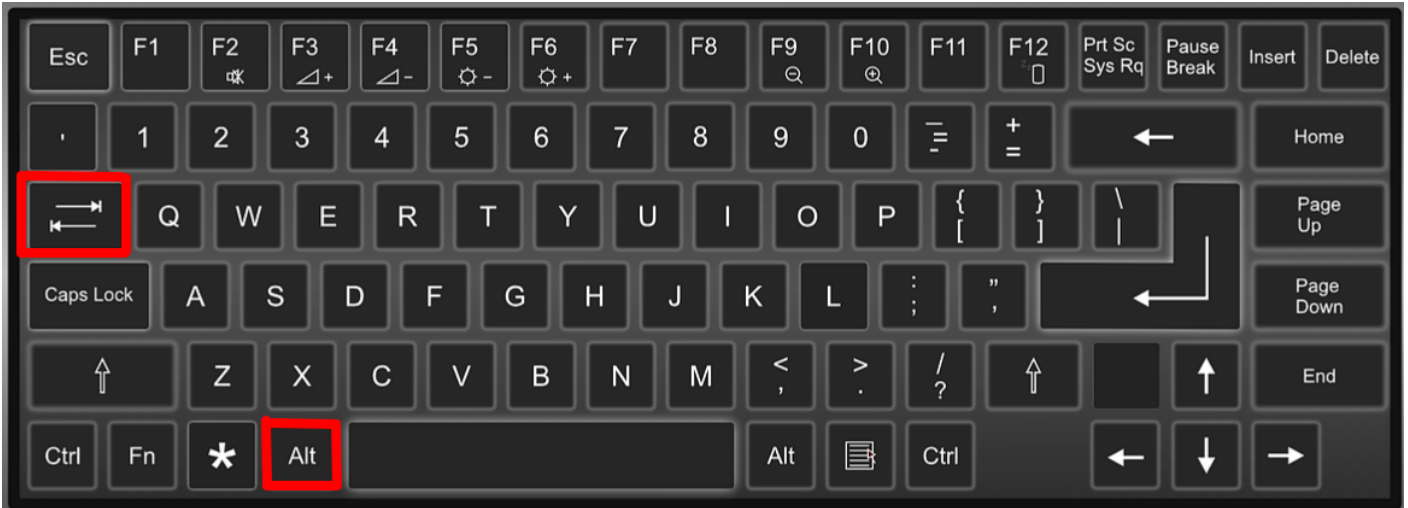 Esc F1 F2 F3 F4 F5 F6 F7 F8 F9 F10 F11 F12 Prt Sc Sys Rq Pause Break Insert Delete
+ - - +
' 1 2 3 4 5 6 7 8 9 0 _ = - + = Home
Q W E R T Y U I O P { [ } ] \ | Page Up
Caps Lock A S D F G H J K L : ; " , Page Down
Z X C V B N M < , > . / ? End
Ctrl Fn * Alt Alt Ctrl